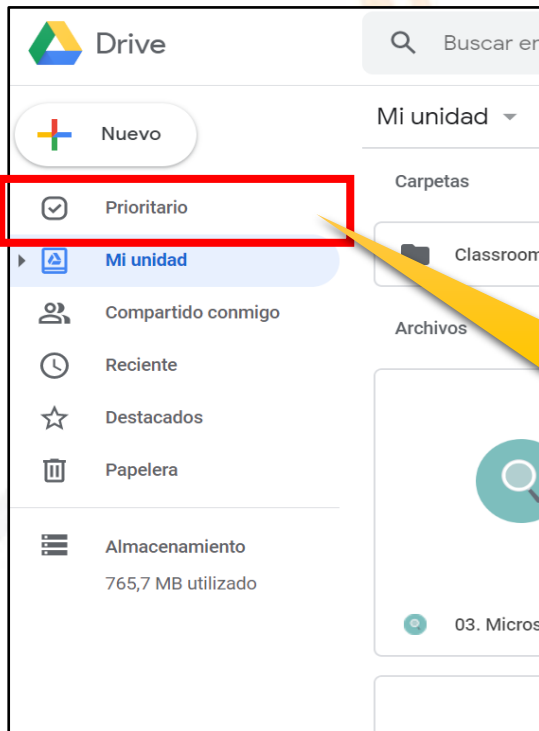 Drive
Buscar en
Nuevo
Mi unidad
Carpetas
Prioritario
Classroom
Mi unidad
Compartido conmigo
Archivos
Reciente
Destacados
Papelera
Almacenamiento
765,7 MB utilizado
03. Micros